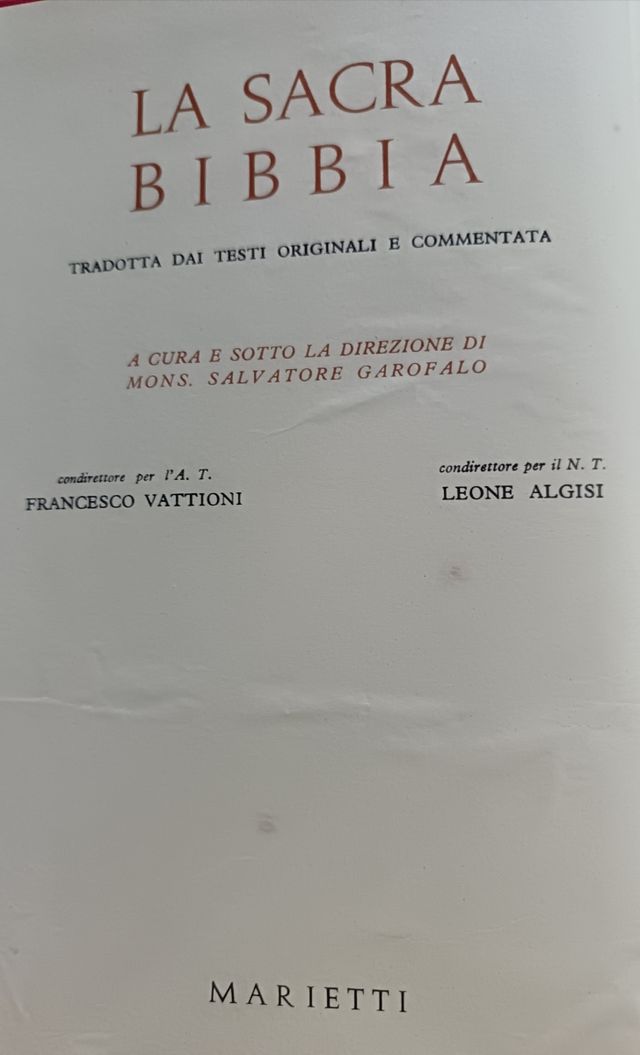 LA SACRA
BIBBIA
TRADOTTA DAI TESTI ORIGINALI E COMMENTATA
A CURA E SOTTO LA DIREZIONE DI
MONS. SALVATORE GAROFALO
condirettore per l'A. T.
FRANCESCO VATTIONI
condirettore per il N. T.
LEONE ALGISI
MARIETTI